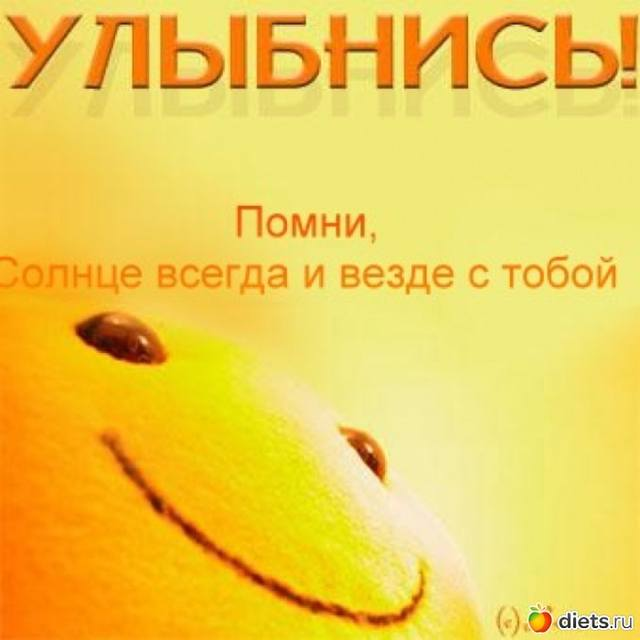 УЛЫБНИСЬ!
Помни,
Солнце всегда и везде с тобой
diets.ru